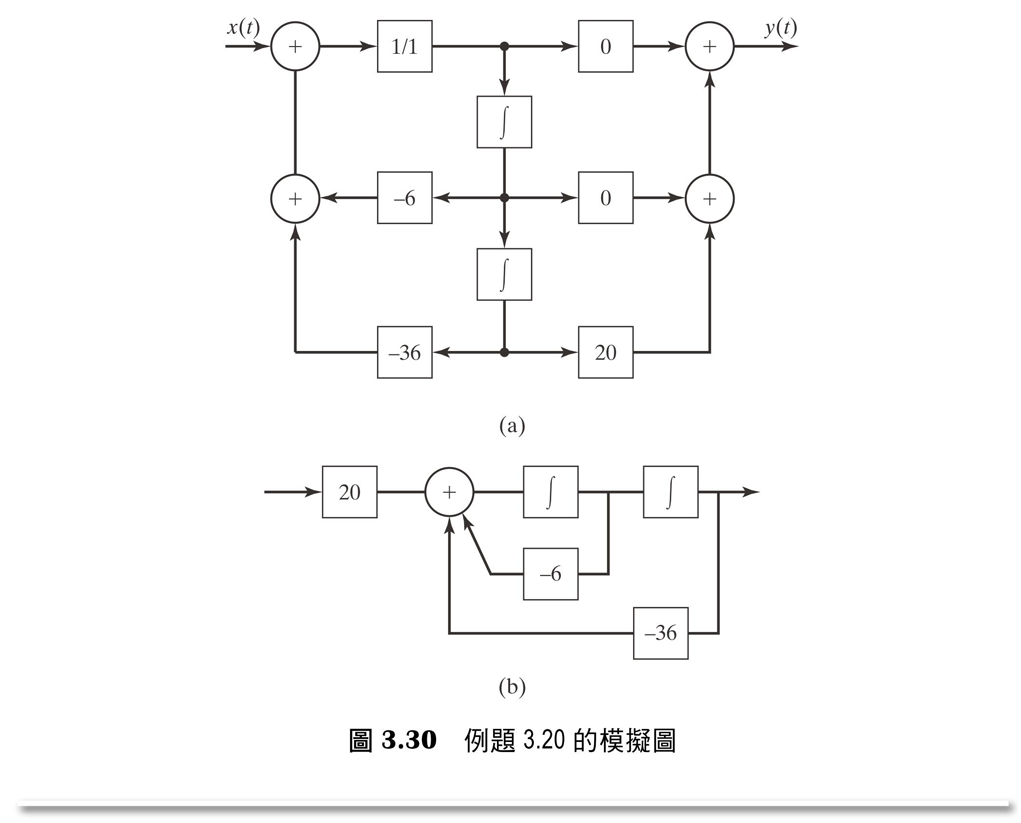 x(t) + 1/1 0 + y(t)
∫
+ –6 0 +
∫
–36 20
(a)
20 + ∫ ∫
–6
–36
(b)
圖 3.30 例題 3.20 的模擬圖